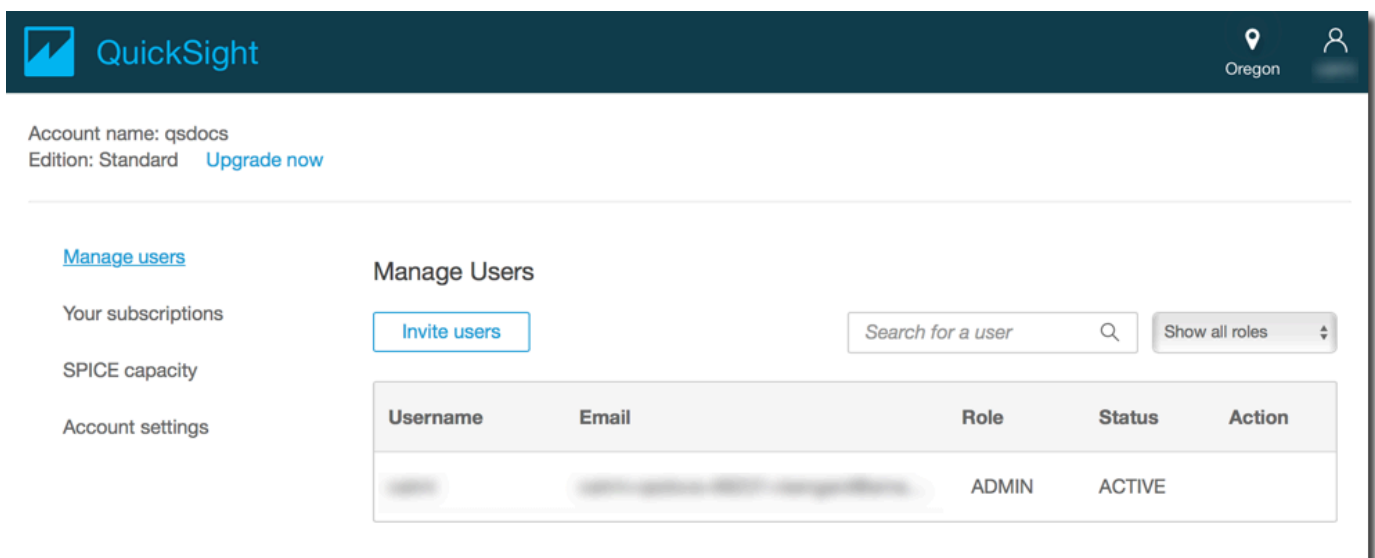 QuickSight
Oregon
Account name: qsdocs
Edition: Standard Upgrade now
Manage users
Your subscriptions
SPICE capacity
Account settings
Manage Users
Invite users
Search for a user
Show all roles
Username Email Role Status Action
ADMIN ACTIVE